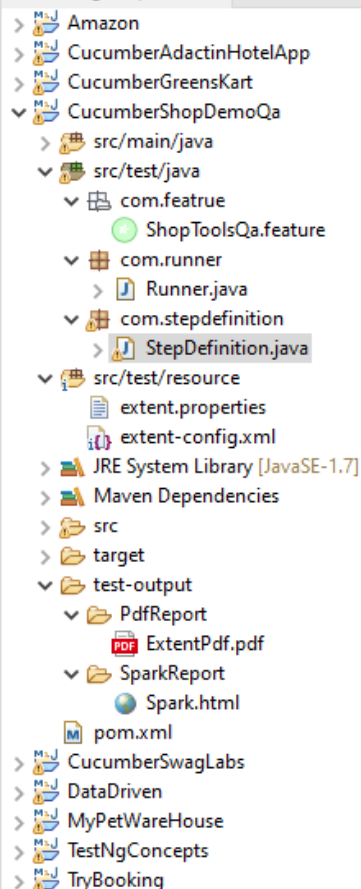 Amazon
CucumberAdactinHotelApp
CucumberGreensKart
CucumberShopDemoQa
src/main/java
src/test/java
com.featrue
ShopToolsQa.feature
com.runner
Runner.java
com.stepdefinition
StepDefinition.java
src/test/resource
extent.properties
extent-config.xml
JRE System Library [JavaSE-1.7]
Maven Dependencies
src
target
test-output
PdfReport
ExtentPdf.pdf
SparkReport
Spark.html
pom.xml
CucumberSwagLabs
DataDriven
MyPetWareHouse
TestNgConcepts
TryBooking